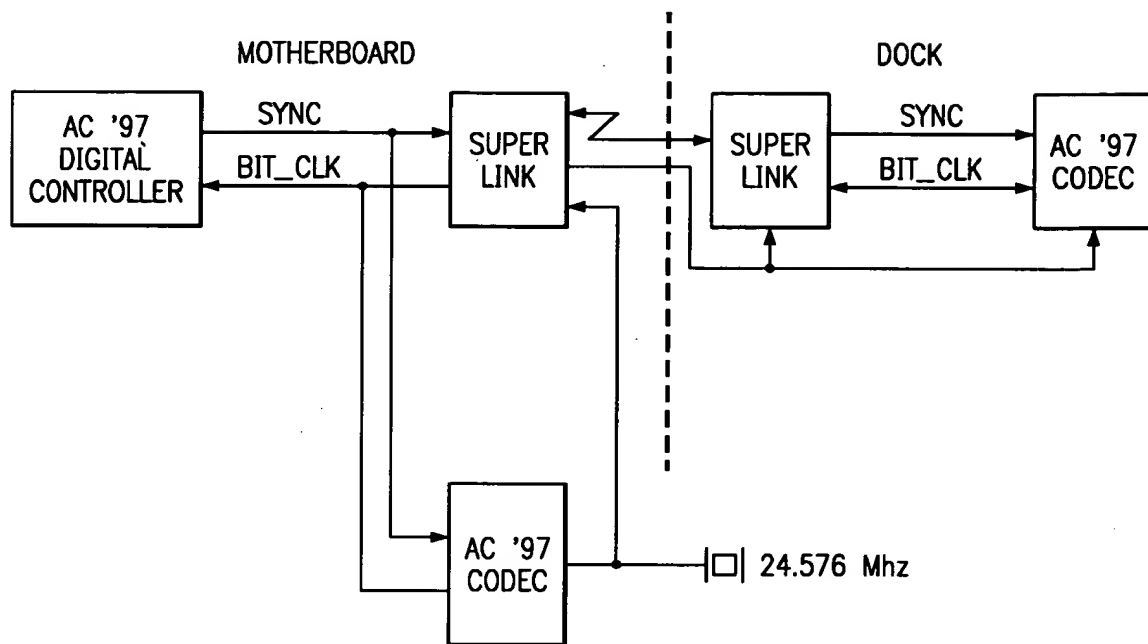 MOTHERBOARD
DOCK
AC '97
DIGITAL
CONTROLLER
SYNC
BIT_CLK
SUPER
LINK
SUPER
LINK
SYNC
BIT_CLK
AC '97
CODEC
AC '97
CODEC
24.576 Mhz